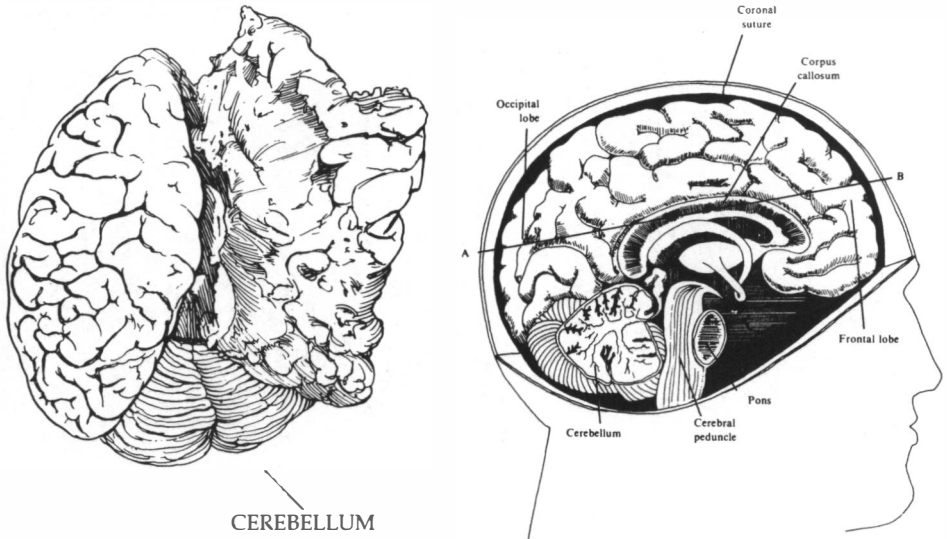 CEREBELLUM
Coronal
suture
Corpus
callosum
Occipital
lobe
B
A
Frontal lobe
Pons
Cerebral
peduncle
Cerebellum